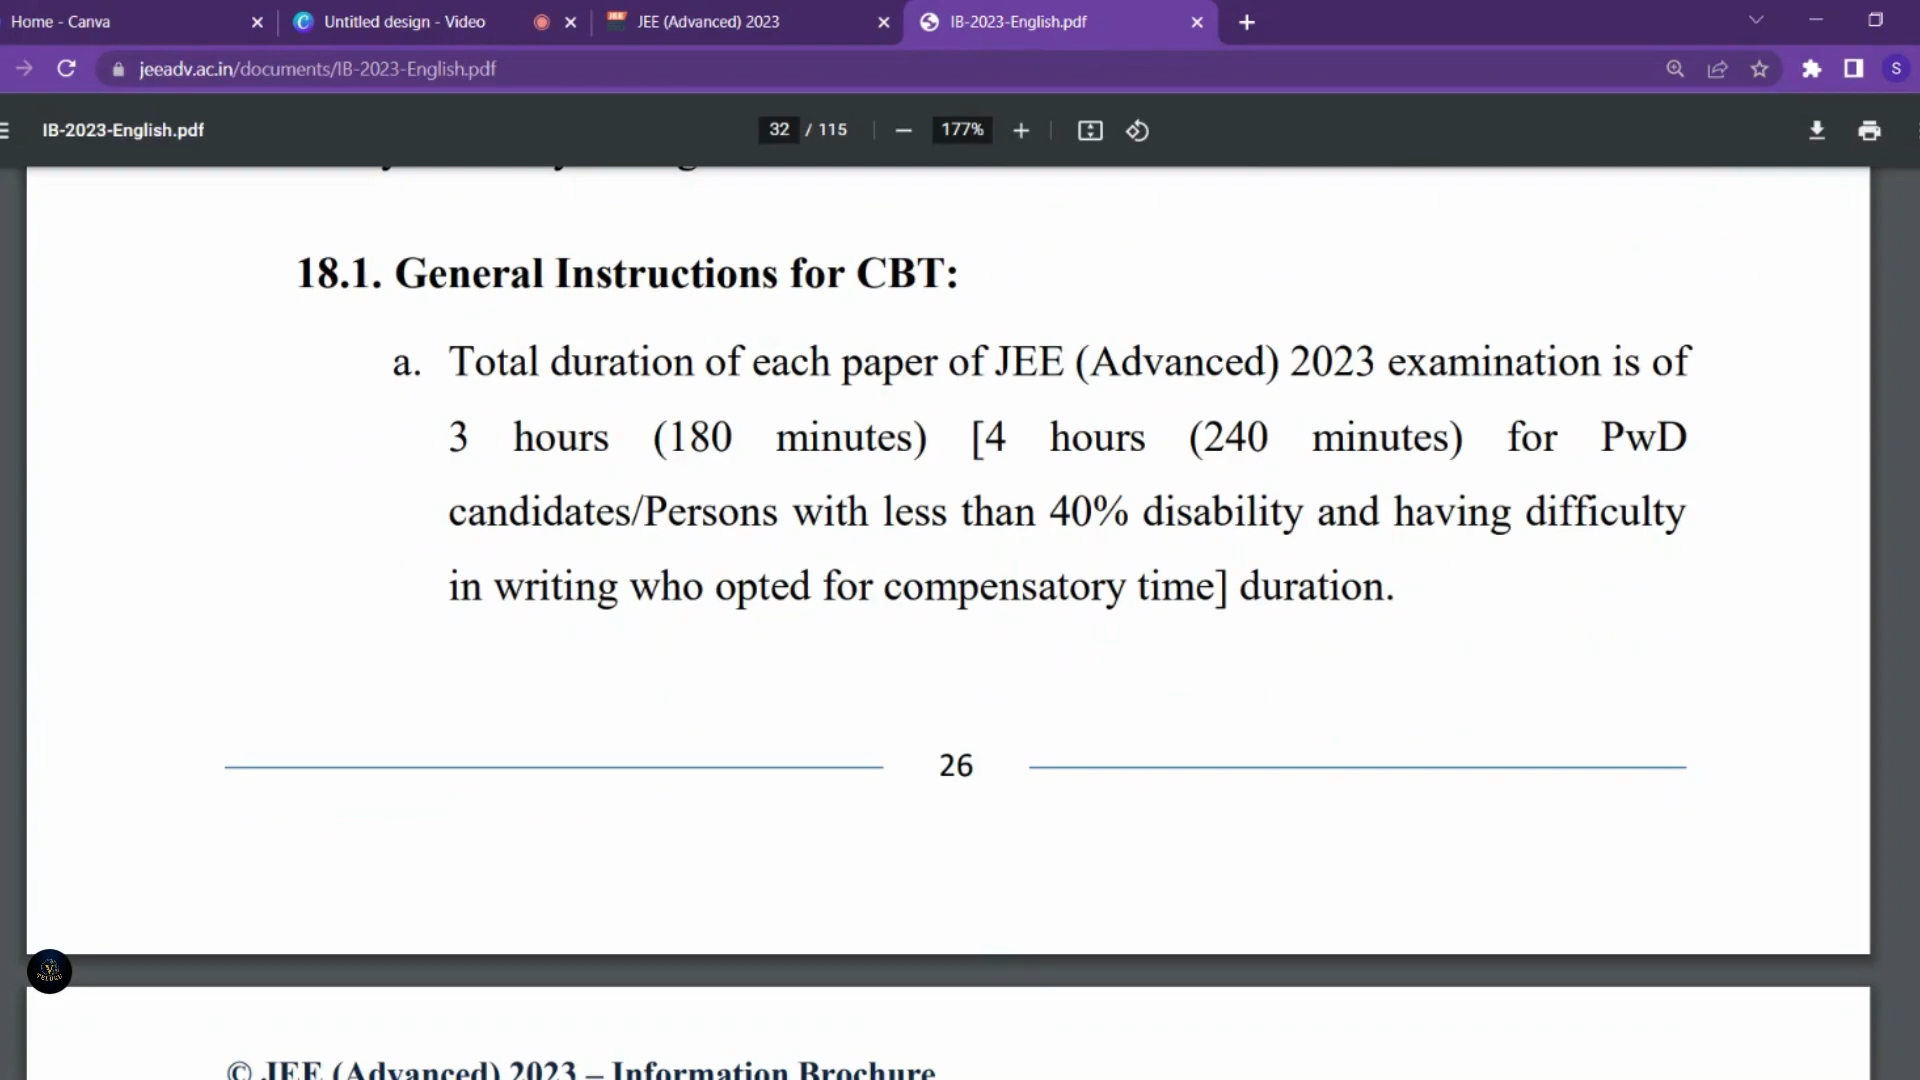 Home - Canva
Untitled design - Video
JEE (Advanced) 2023
IB-2023-English.pdf
jeeadv.ac.in/documents/IB-2023-English.pdf
S
IB-2023-English.pdf
32 / 115
177%
18.1. General Instructions for CBT:
a. Total duration of each paper of JEE (Advanced) 2023 examination is of
3 hours (180 minutes) [4 hours (240 minutes) for PwD
candidates/Persons with less than 40% disability and having difficulty
in writing who opted for compensatory time] duration.
26
V
TELUGU
© JEE (Advanced) 2023 – Information Brochure